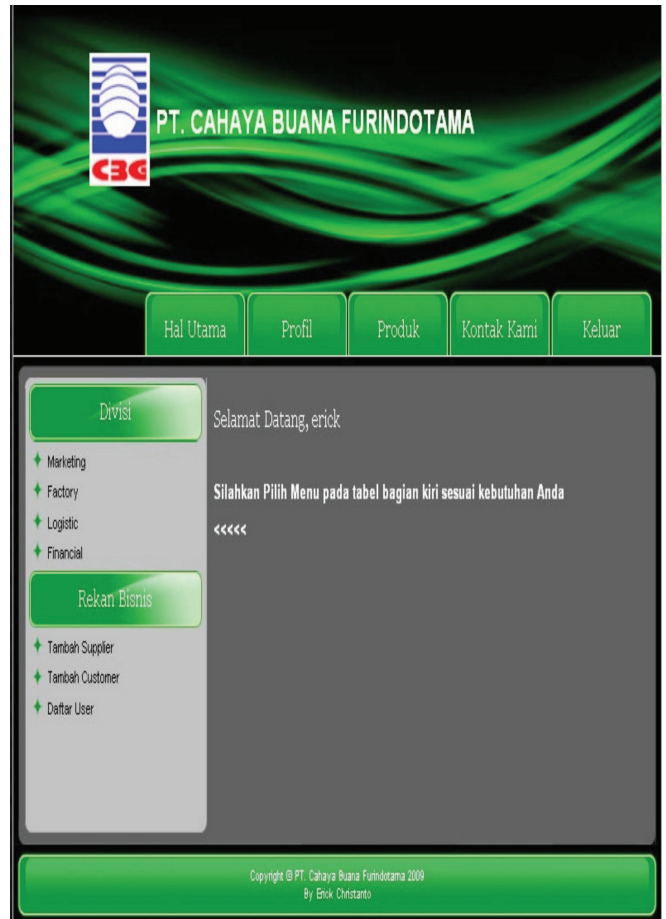 PT. CAHAYA BUANA FURINDOTAMA
CBG
Hal Utama
Profil
Produk
Kontak Kami
Keluar
Divisi
Marketing
Factory
Logistic
Financial
Rekan Bisnis
Tambah Supplier
Tambah Customer
Daftar User
Selamat Datang, erick
Silahkan Pilih Menu pada tabel bagian kiri sesuai kebutuhan Anda
<<<<<
Copyright @ PT. Cahaya Buana Furindotama 2009
By Erick Christanto